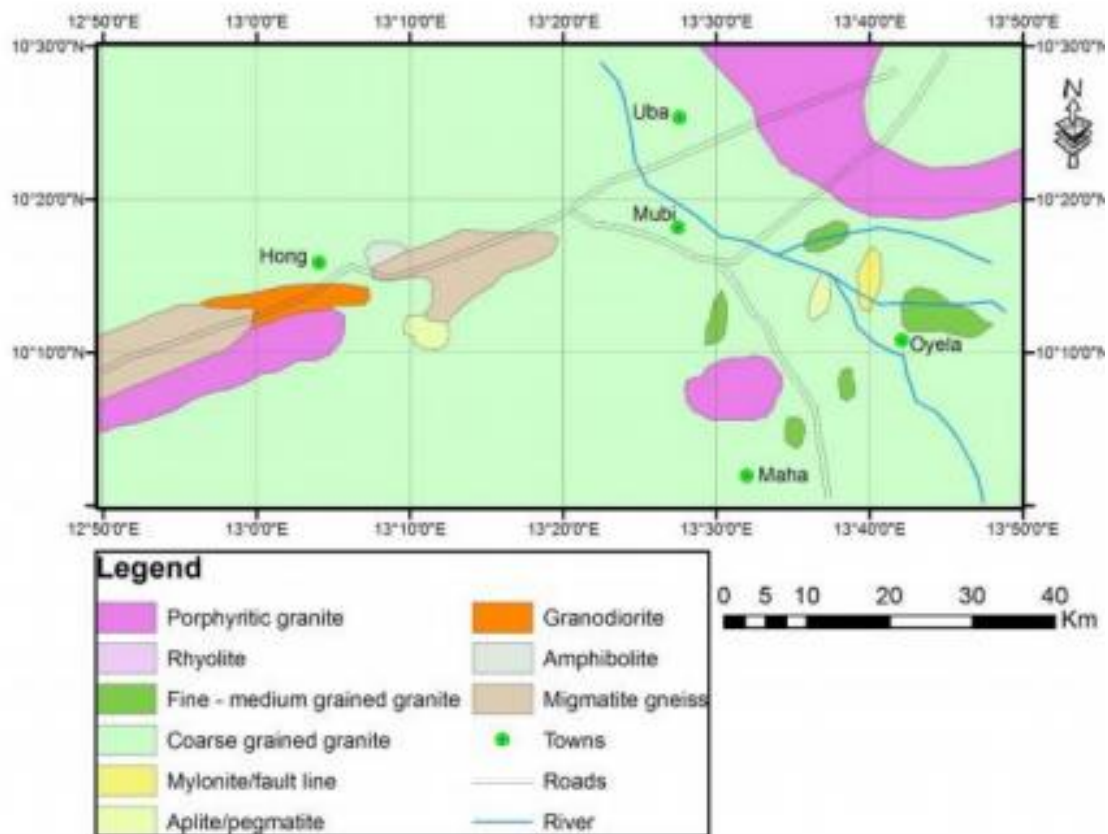 12°50'0"E 13°0'0"E 13°10'0"E 13°20'0"E 13°30'0"E 13°40'0"E 13°50'0"E
10°30'0"N 10°30'0"N
N
Uba
10°20'0"N 10°20'0"N
Mubi
Hong
10°10'0"N 10°10'0"N
Oyela
Maha
12°50'0"E 13°0'0"E 13°10'0"E 13°20'0"E 13°30'0"E 13°40'0"E 13°50'0"E
Legend
Porphyritic granite
Rhyolite
Fine - medium grained granite
Coarse grained granite
Mylonite/fault line
Aplite/pegmatite
Granodiorite
Amphibolite
Migmatite gneiss
Towns
Roads
River
0 5 10 20 30 40
Km